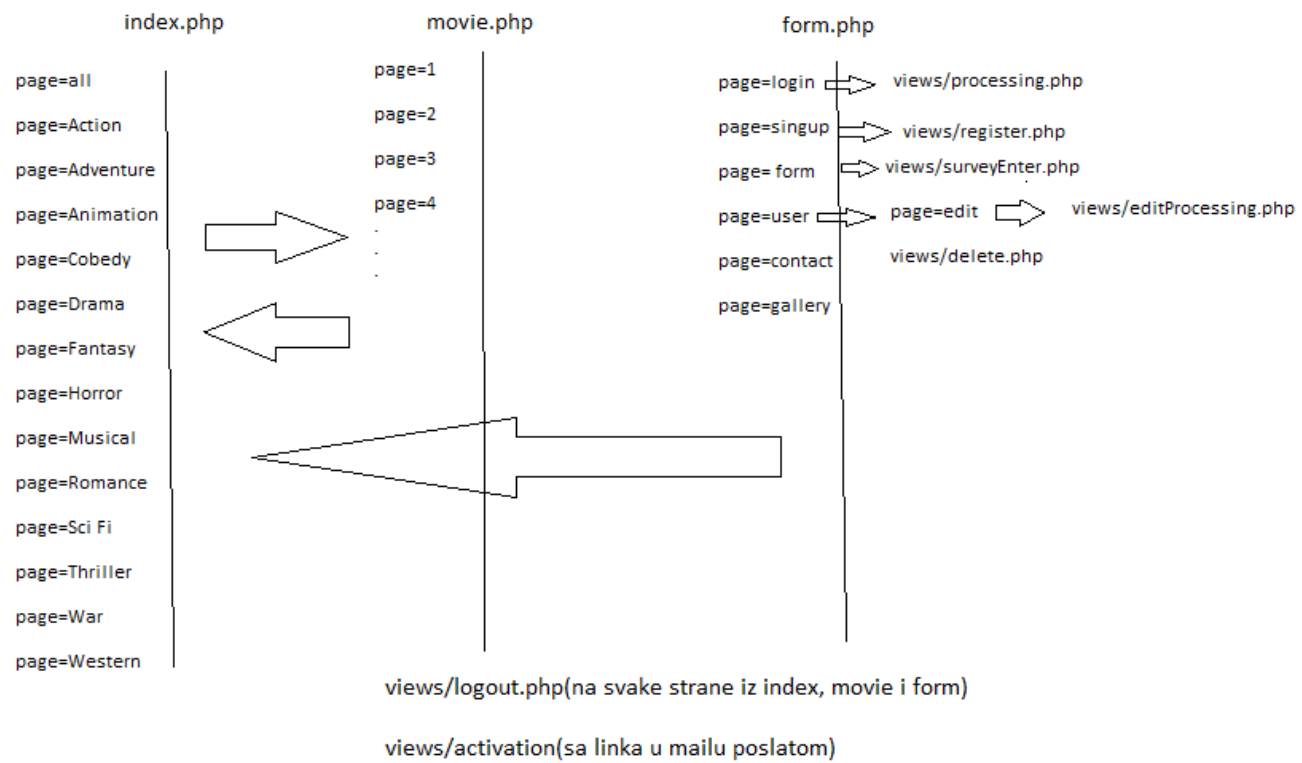 index.php
page=all
page=Action
page=Adventure
page=Animation
page=Cobedy
page=Drama
page=Fantasy
page=Horror
page=Musical
page=Romance
page=Sci Fi
page=Thriller
page=War
page=Western
movie.php
page=1
page=2
page=3
page=4
.
.
.
form.php
page=login views/processing.php
page=singup views/register.php
page= form views/surveyEnter.php
page=user page=edit views/editProcessing.php
page=contact views/delete.php
page=gallery
views/logout.php(na svake strane iz index, movie i form)
views/activation(sa linka u mailu poslatom)